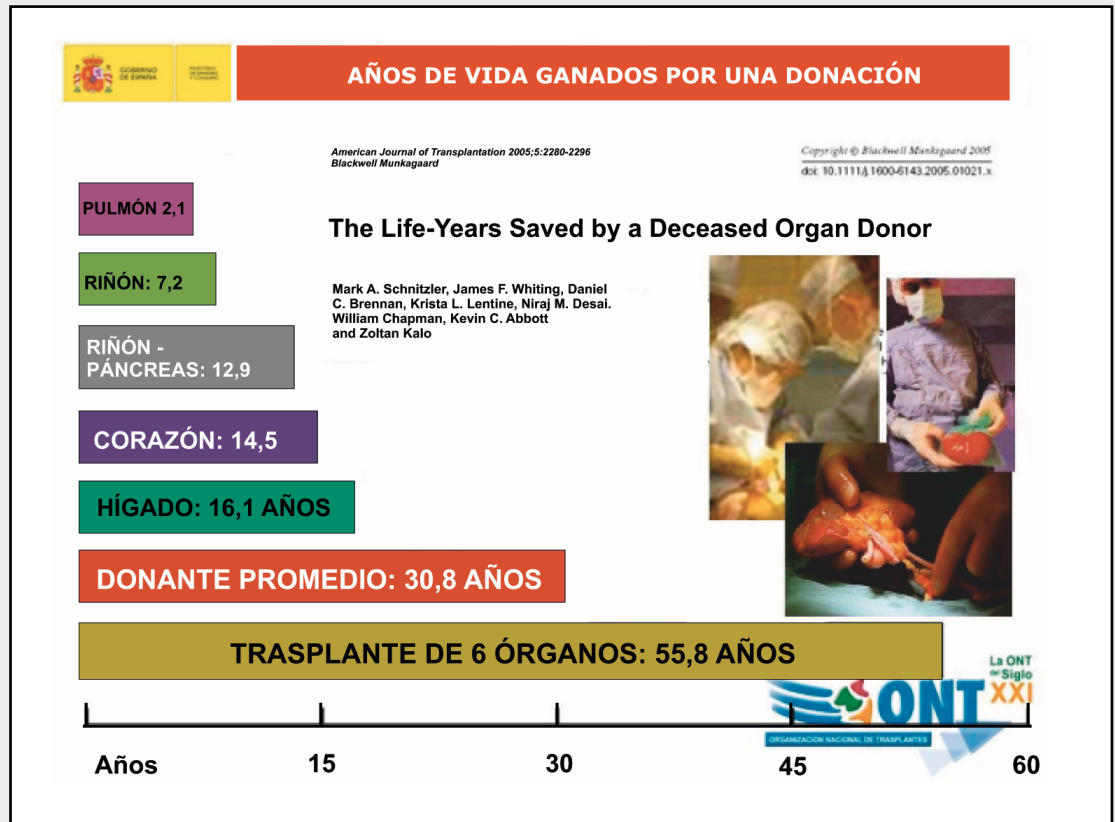 GOBIERNO
DE ESPAÑA
MINISTERIO
DE SANIDAD
Y CONSUMO
AÑOS DE VIDA GANADOS POR UNA DONACIÓN
American Journal of Transplantation 2005;5:2280-2296
Blackwell Munkagaard
Copyright © Blackwell Munksgaard 2005
doi: 10.1111/j.1600-6143.2005.01021.x
PULMÓN 2,1
The Life-Years Saved by a Deceased Organ Donor
RIÑÓN: 7,2
Mark A. Schnitzler, James F. Whiting, Daniel
C. Brennan, Krista L. Lentine, Niraj M. Desai.
William Chapman, Kevin C. Abbott
and Zoltan Kalo
RIÑÓN -
PÁNCREAS: 12,9
CORAZÓN: 14,5
HÍGADO: 16,1 AÑOS
DONANTE PROMEDIO: 30,8 AÑOS
TRASPLANTE DE 6 ÓRGANOS: 55,8 AÑOS
La ONT
del Siglo
XXI
ONT
ORGANIZACIÓN NACIONAL DE TRASPLANTES
Años 15 30 45 60